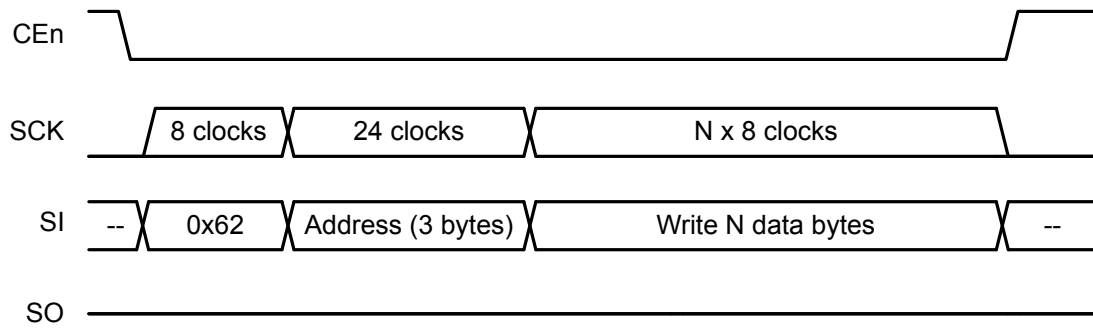 CEn
SCK 8 clocks 24 clocks N x 8 clocks
SI -- 0x62 Address (3 bytes) Write N data bytes --
SO